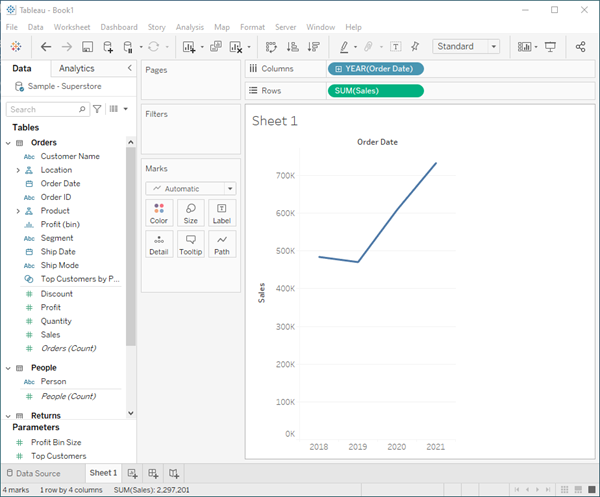 Tableau - Book1
File Data Worksheet Dashboard Story Analysis Map Format Server Window Help
Standard
Data Analytics
Sample - Superstore
Search
Tables
Orders
Abc Customer Name
Location
Order Date
Abc Order ID
Product
Profit (bin)
Abc Segment
Ship Date
Abc Ship Mode
Top Customers by P...
# Discount
# Profit
# Quantity
# Sales
# Orders (Count)
People
Abc Person
# People (Count)
Returns
Parameters
# Profit Bin Size
# Top Customers
Pages
Filters
Marks
Automatic
Color Size Label
Detail Tooltip Path
Columns YEAR(Order Date)
Rows SUM(Sales)
Sheet 1
Order Date
700K
600K
500K
400K
300K
200K
100K
0K
Sales
2018 2019 2020 2021
Data Source Sheet 1
4 marks 1 row by 4 columns SUM(Sales): 2.297.201